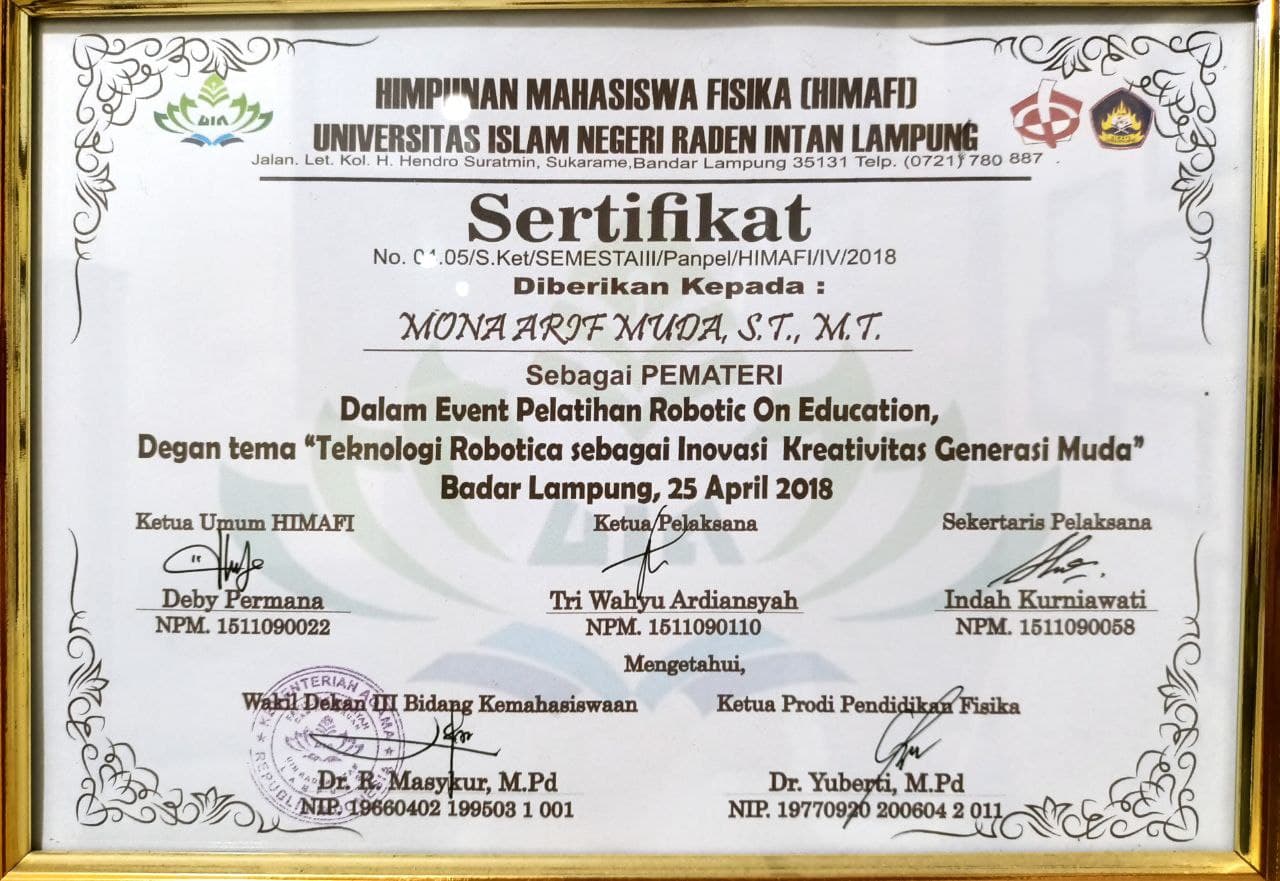 HIMPUNAN MAHASISWA FISIKA (HIMAFI)
UNIVERSITAS ISLAM NEGERI RADEN INTAN LAMPUNG
Jalan. Let. Kol. H. Hendro Suratmin, Sukarame,Bandar Lampung 35131 Telp. (0721) 780 887
Sertifikat
No. 04.05/S.Ket/SEMESTAIII/Panpel/HIMAFI/IV/2018
Diberikan Kepada :
MONA ARIF MUDA, S.T., M.T.
Sebagai PEMATERI
Dalam Event Pelatihan Robotic On Education,
Degan tema “Teknologi Robotica sebagai Inovasi Kreativitas Generasi Muda”
Badar Lampung, 25 April 2018
Ketua Umum HIMAFI Ketua Pelaksana Sekertaris Pelaksana
Deby Permana Tri Wahyu Ardiansyah Indah Kurniawati
NPM. 1511090022 NPM. 1511090110 NPM. 1511090058
Mengetahui,
Wakil Dekan III Bidang Kemahasiswaan Ketua Prodi Pendidikan Fisika
KEMENTERIAN AGAMA
Dr. R. Masykur, M.Pd Dr. Yuberti, M.Pd
NIP. 19660402 199503 1 001 NIP. 19770920 200604 2 011